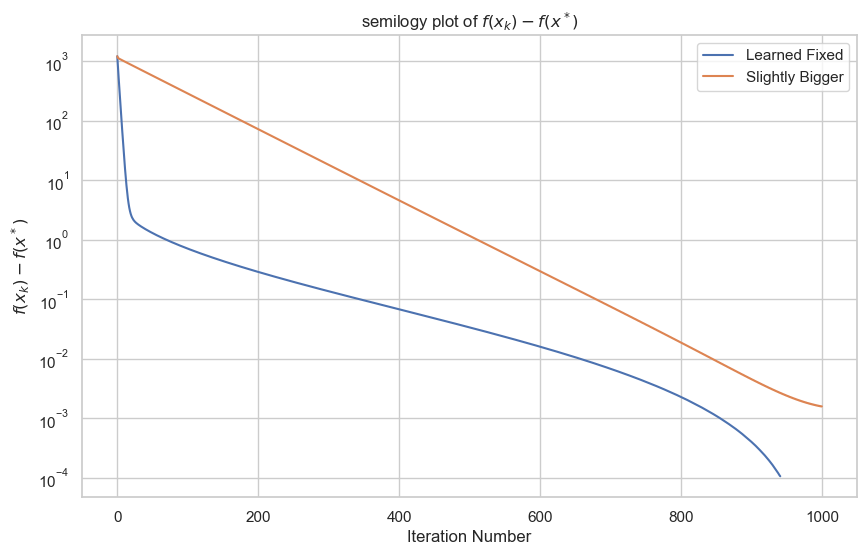 semilogy plot of f(x_k) − f(x^*)
Learned Fixed
Slightly Bigger
f(x_k) − f(x^*)
10^3
10^2
10^1
10^0
10^−1
10^−2
10^−3
10^−4
0 200 400 600 800 1000
Iteration Number